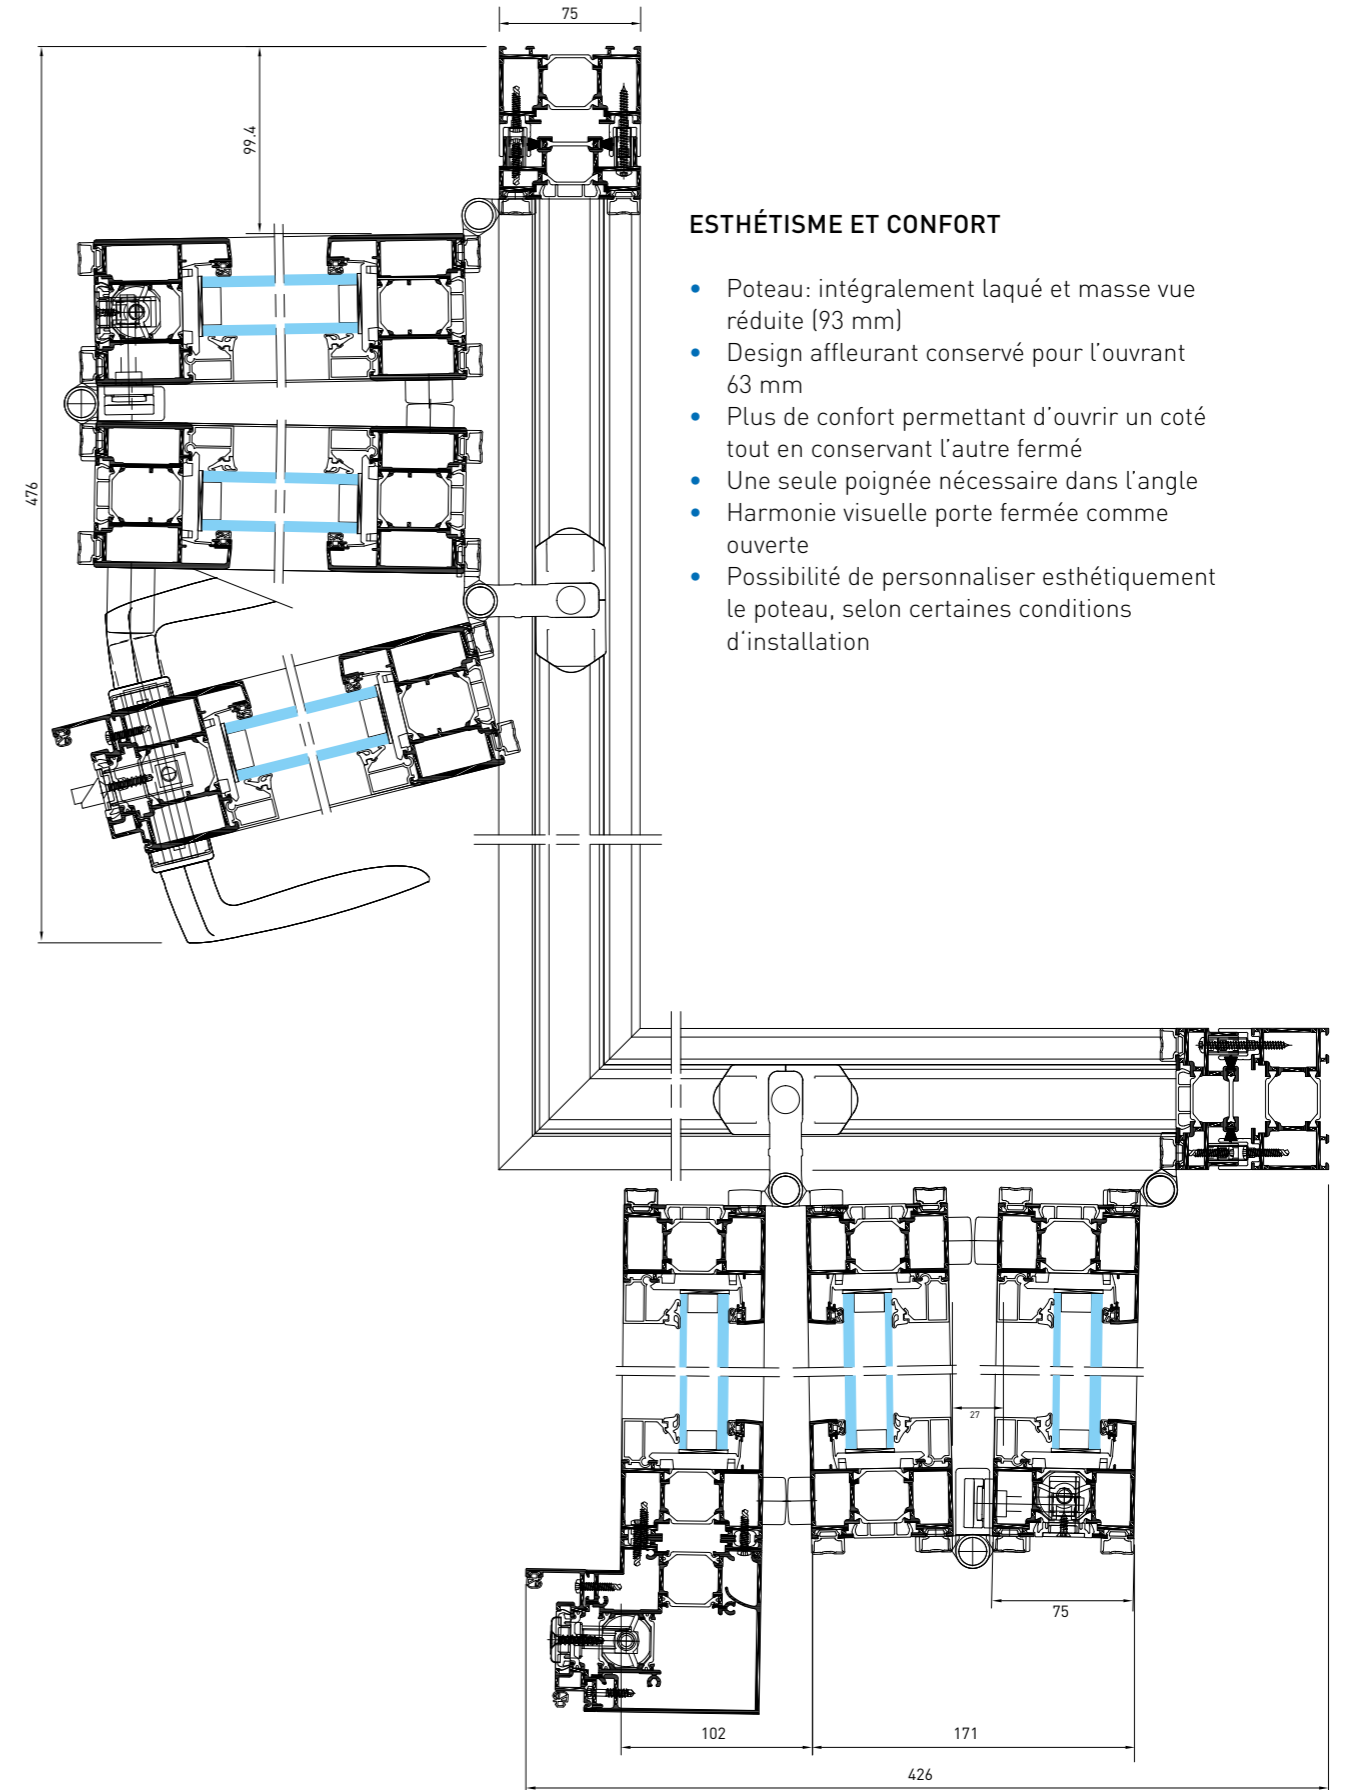 75
99.4
476
ESTHÉTISME ET CONFORT
• Poteau: intégralement laqué et masse vue
réduite (93 mm)
• Design affleurant conservé pour l'ouvrant
63 mm
• Plus de confort permettant d'ouvrir un coté
tout en conservant l'autre fermé
• Une seule poignée nécessaire dans l'angle
• Harmonie visuelle porte fermée comme
ouverte
• Possibilité de personnaliser esthétiquement
le poteau, selon certaines conditions
d'installation
27
75
102
171
426